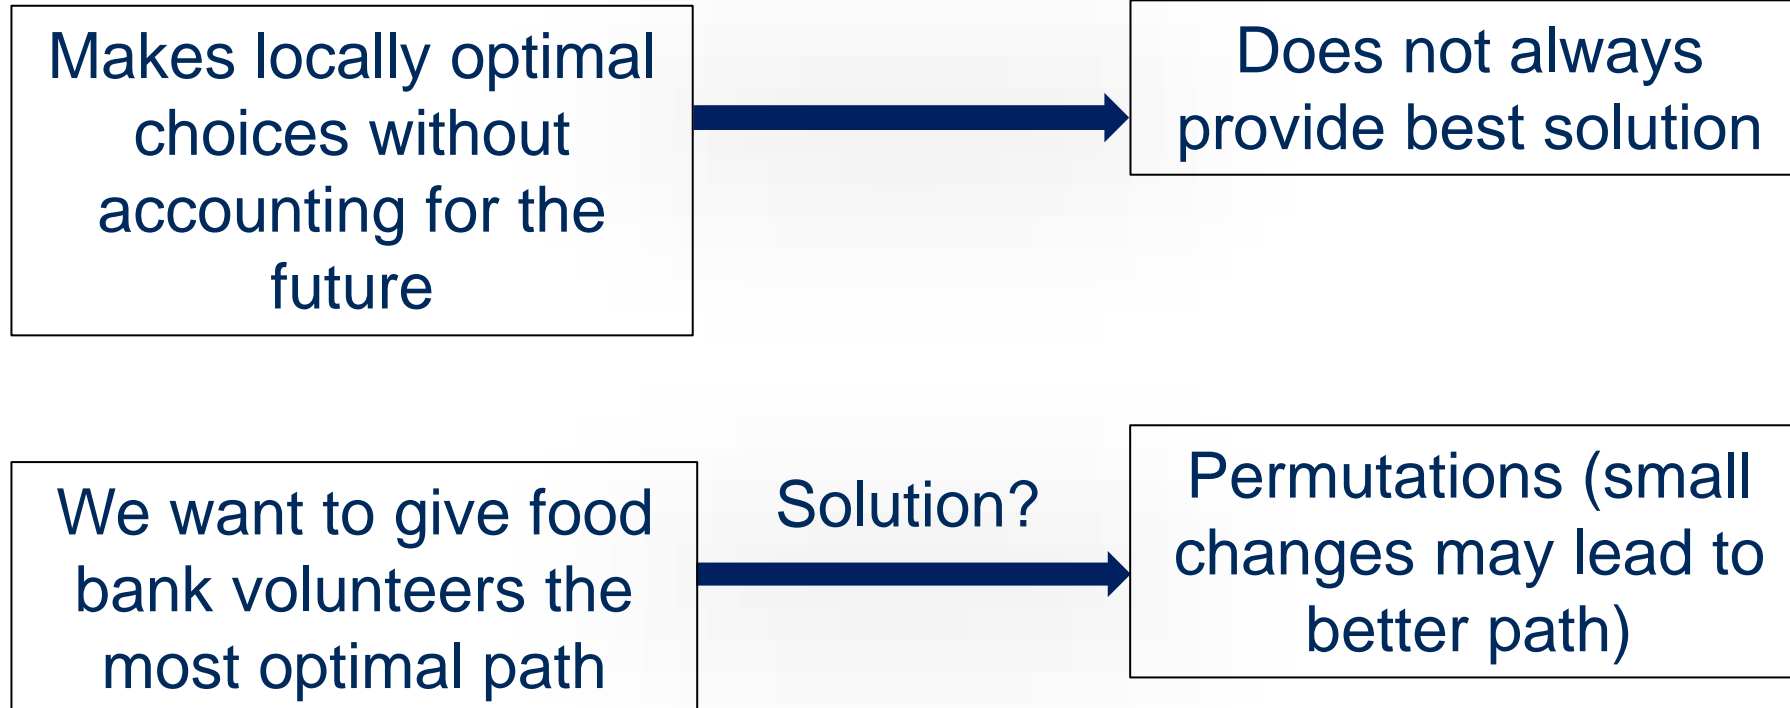 Makes locally optimal
choices without
accounting for the
future
Does not always
provide best solution
We want to give food
bank volunteers the
most optimal path
Solution?
Permutations (small
changes may lead to
better path)